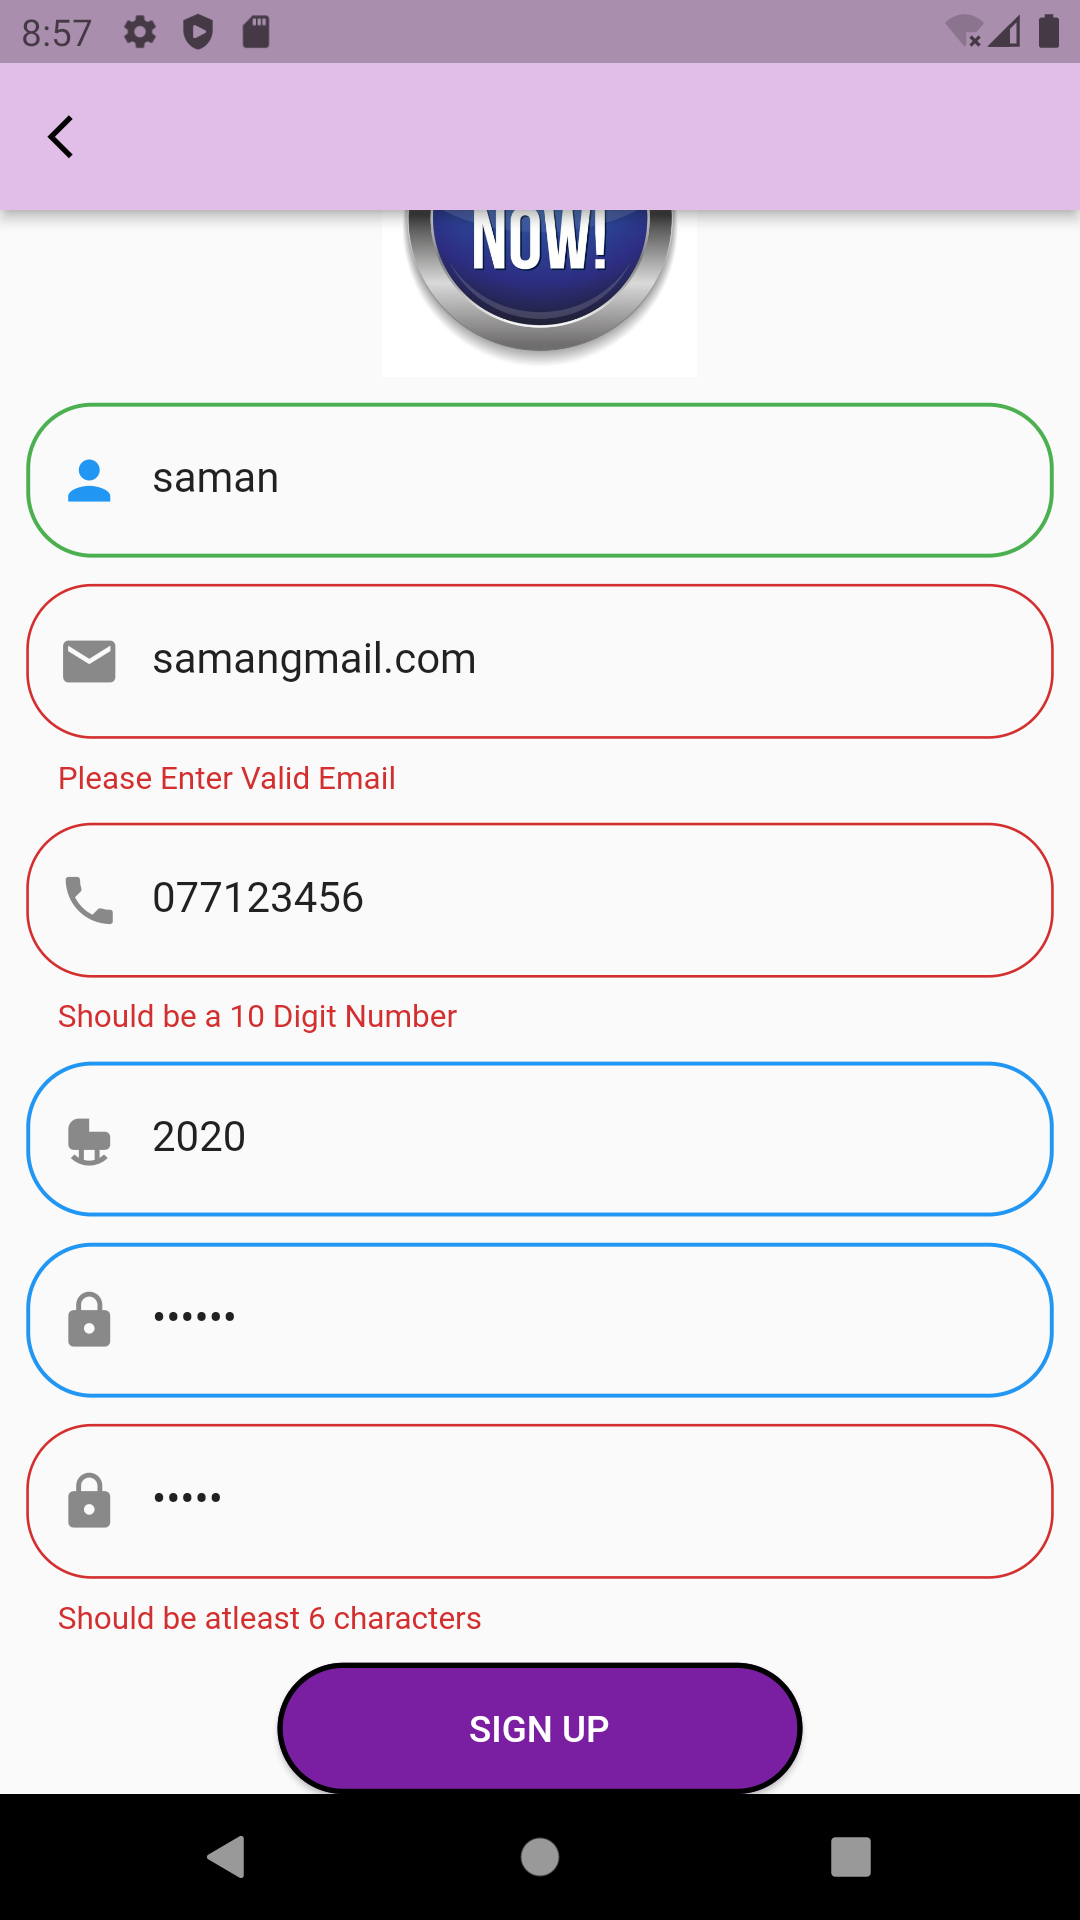 8:57
NOW!
saman
samangmail.com
Please Enter Valid Email
077123456
Should be a 10 Digit Number
2020
••••••
•••••
Should be atleast 6 characters
SIGN UP